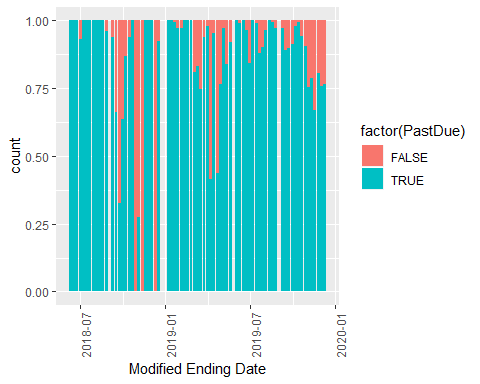 1.00
0.75
0.50
0.25
0.00
count
2018-07
2019-01
2019-07
2020-01
Modified Ending Date
factor(PastDue)
FALSE
TRUE